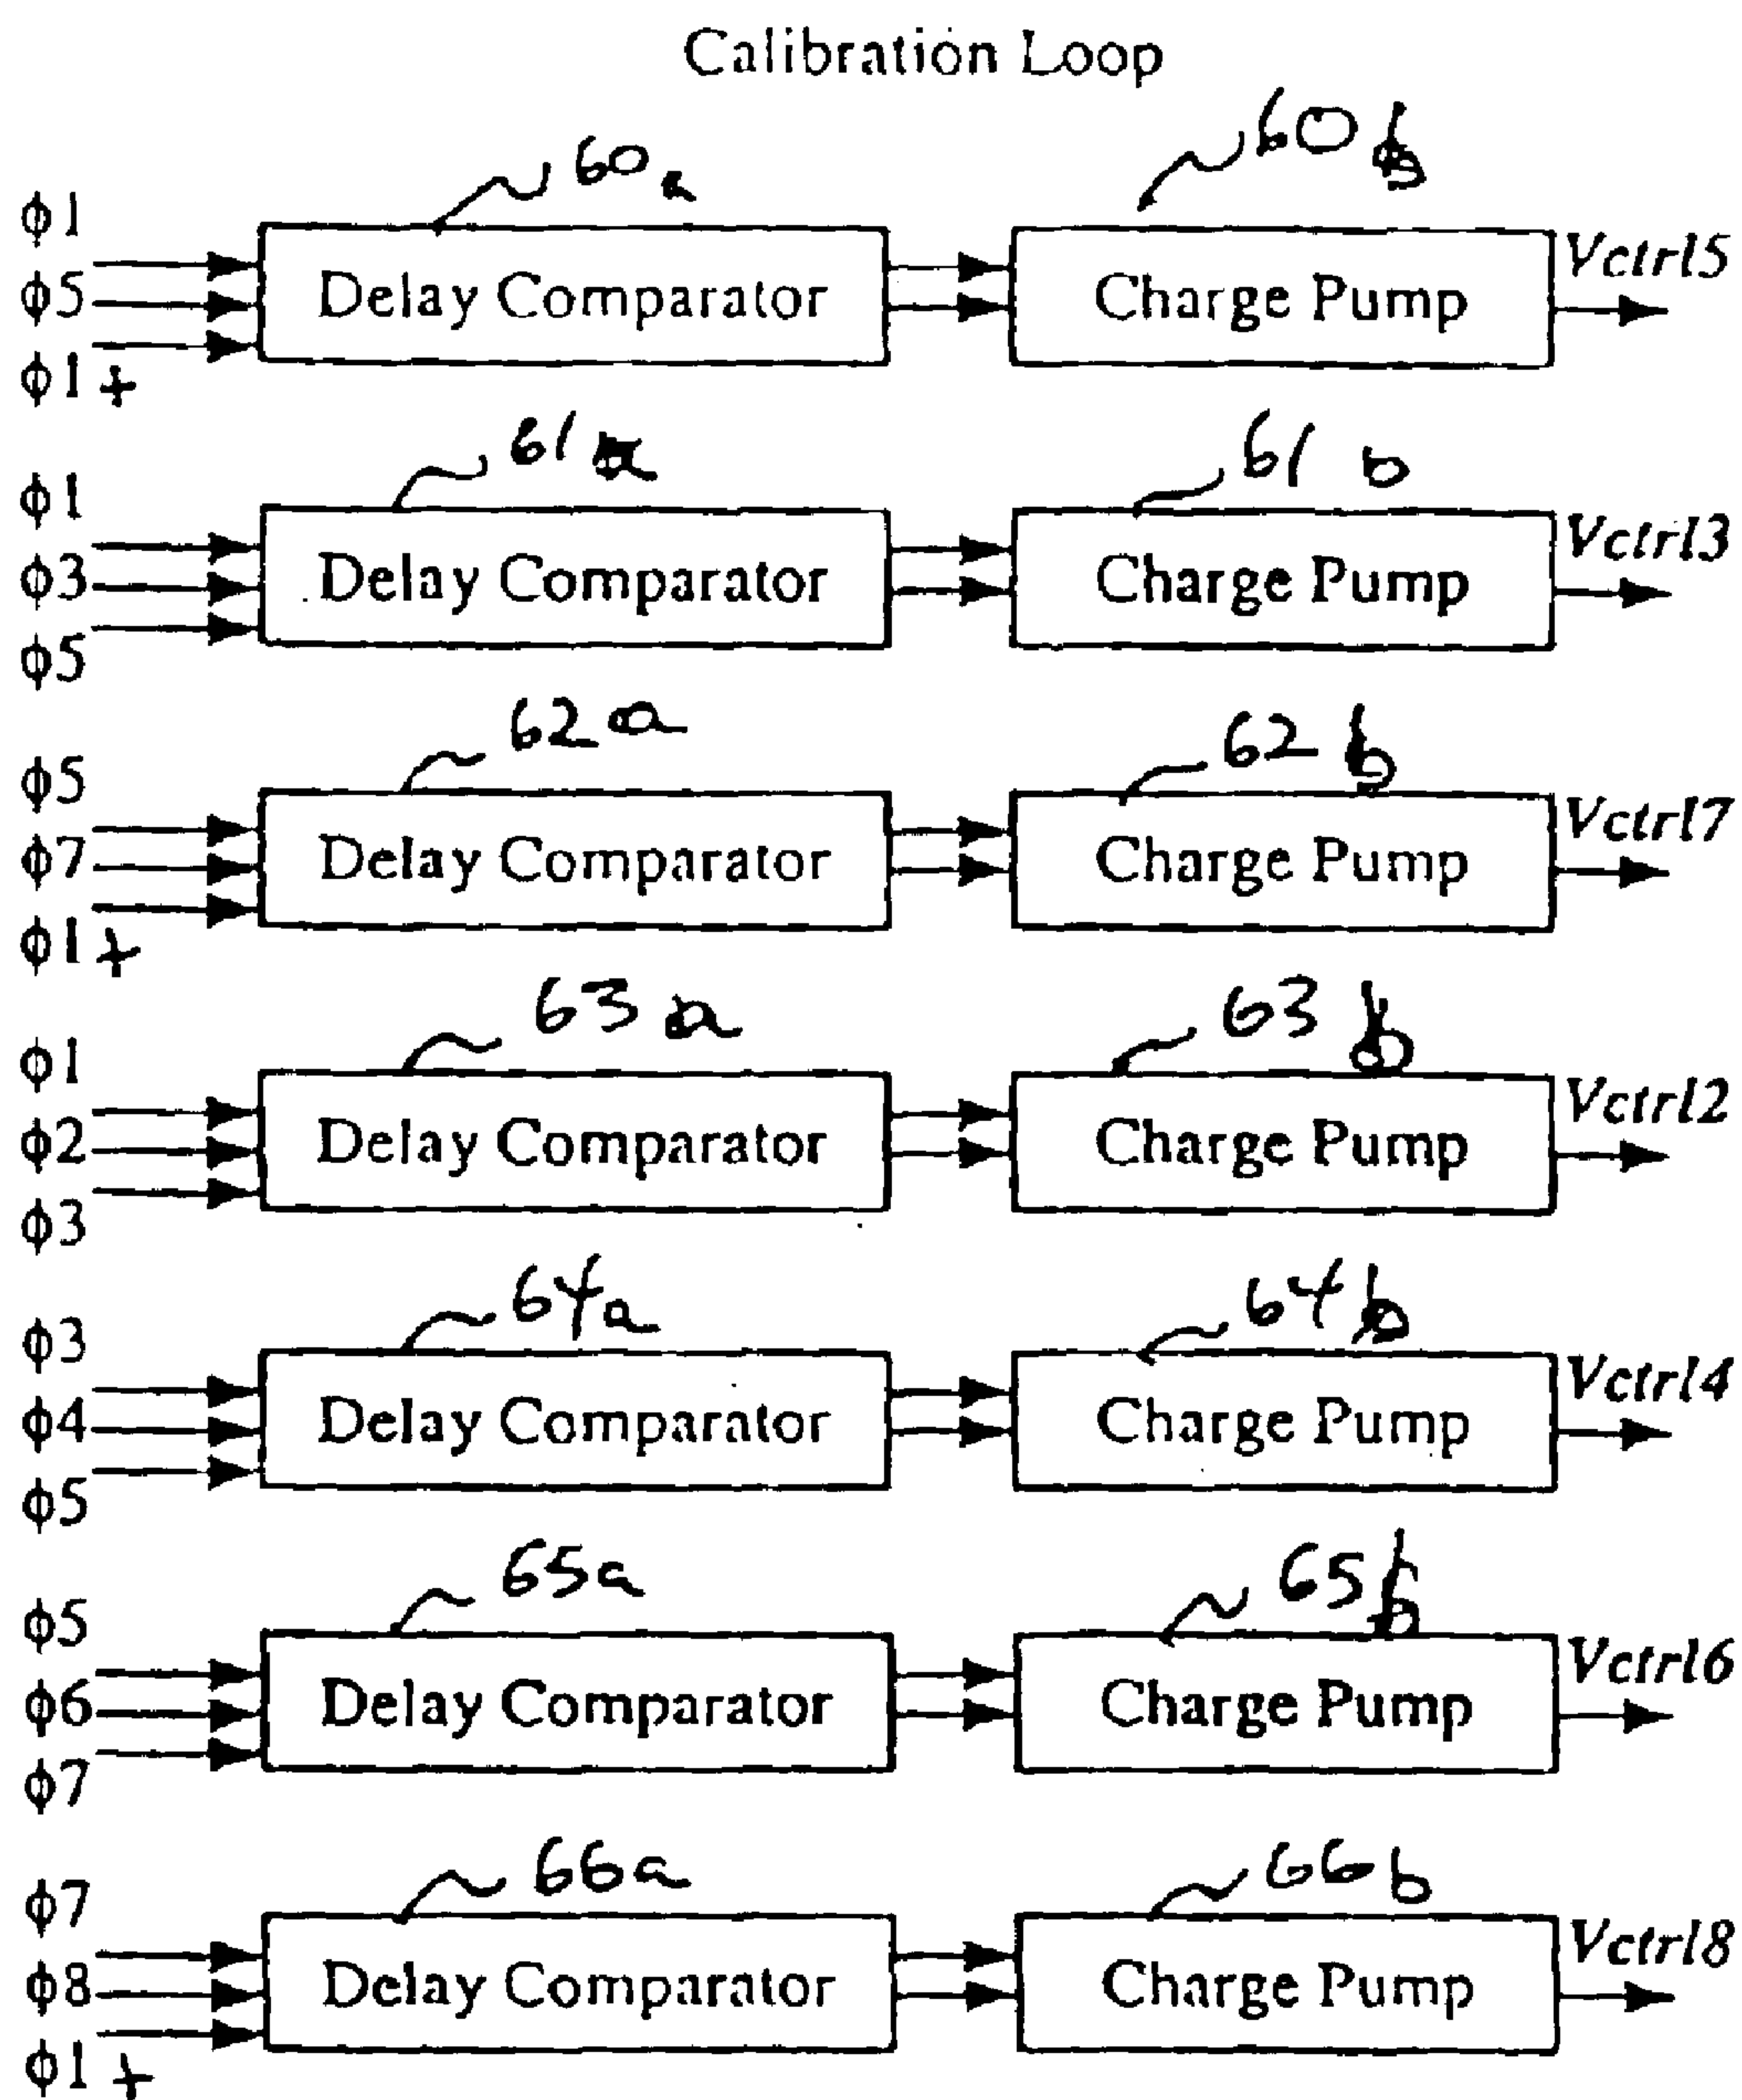 Calibration Loop
60a 60b
ϕ1
ϕ5 Delay Comparator Charge Pump Vctrl5
ϕ1+
61a 61b
ϕ1
ϕ3 Delay Comparator Charge Pump Vctrl3
ϕ5
62a 62b
ϕ5
ϕ7 Delay Comparator Charge Pump Vctrl7
ϕ1+
63a 63b
ϕ1
ϕ2 Delay Comparator Charge Pump Vctrl2
ϕ3
64a 64b
ϕ3
ϕ4 Delay Comparator Charge Pump Vctrl4
ϕ5
65a 65b
ϕ5
ϕ6 Delay Comparator Charge Pump Vctrl6
ϕ7
66a 66b
ϕ7
ϕ8 Delay Comparator Charge Pump Vctrl8
ϕ1+